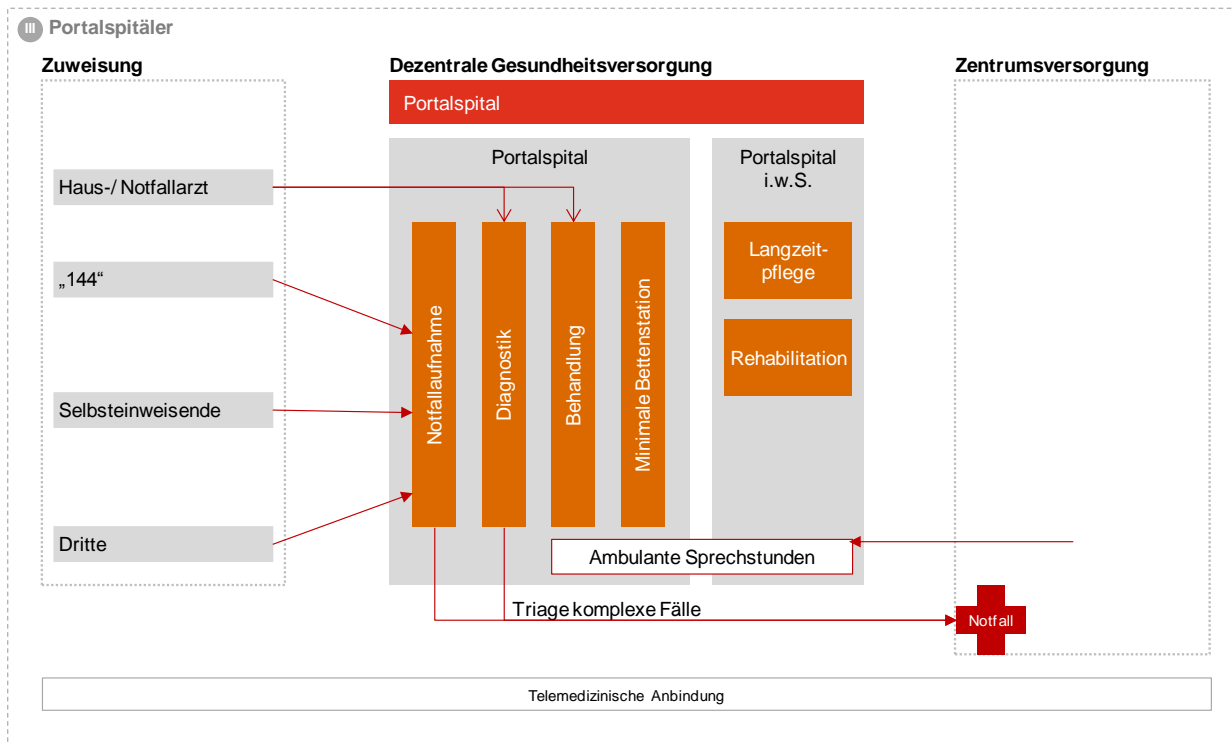 III Portalspitäler
Zuweisung
Dezentrale Gesundheitsversorgung
Zentrumsversorgung
Portalspital
Portalspital
Portalspital
i.w.S.
Haus-/ Notfallarzt
„144“
Selbsteinweisende
Dritte
Notfallaufnahme
Diagnostik
Behandlung
Minimale Bettenstation
Langzeit-
pflege
Rehabilitation
Ambulante Sprechstunden
Triage komplexe Fälle
Notfall
Telemedizinische Anbindung